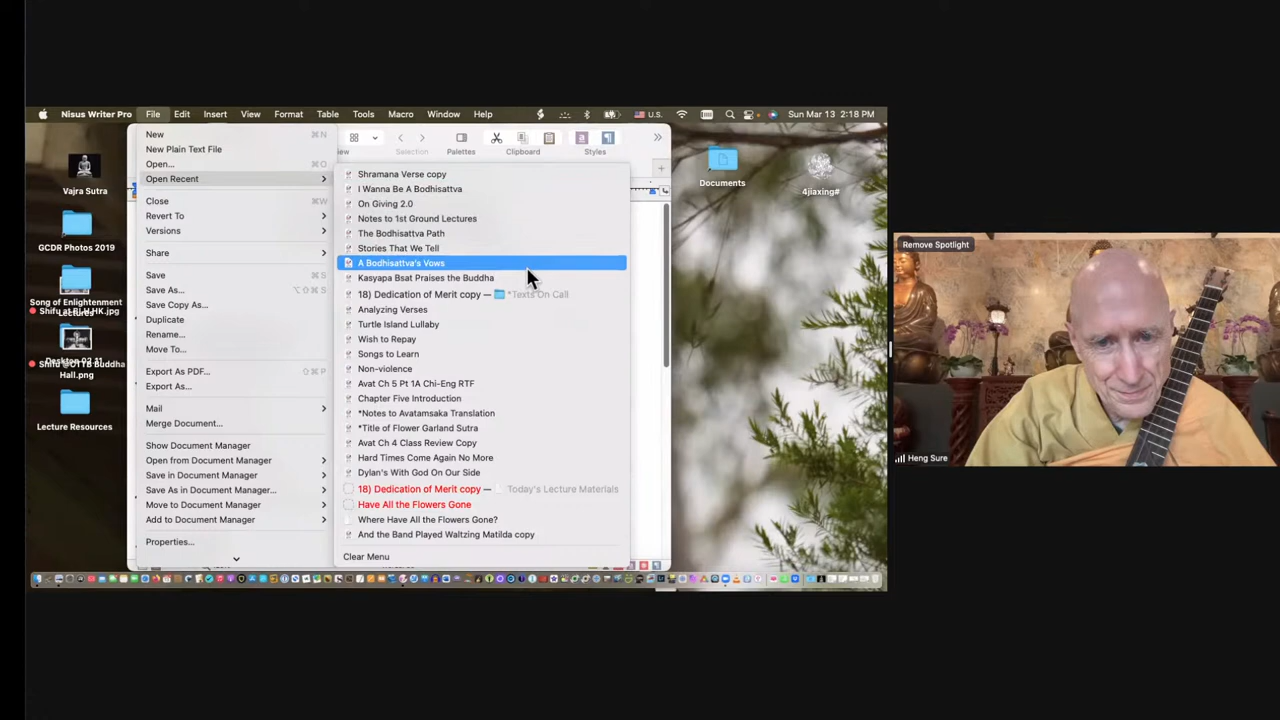 Nisus Writer Pro File Edit Insert View Format Table Tools Macro Window Help U.S. Sun Mar 13 2:18 PM
New ⌘N
New Plain Text File
Open... ⌘O
Open Recent
Close ⌘W
Revert To
Versions
Share
Save ⌘S
Save As... ⌥⇧⌘S
Save Copy As...
Duplicate
Rename...
Move To...
Export As PDF... ⇧⌘P
Export As...
Mail
Merge Document...
Show Document Manager
Open from Document Manager
Save in Document Manager
Save As in Document Manager...
Move to Document Manager
Add to Document Manager
Properties...
Selection
Palettes
Clipboard
Styles
Shramana Verse copy
I Wanna Be A Bodhisattva
On Giving 2.0
Notes to 1st Ground Lectures
The Bodhisattva Path
Stories That We Tell
A Bodhisattva's Vows
Kasyapa Bsat Praises the Buddha
18) Dedication of Merit copy — *Texts On Call
Analyzing Verses
Turtle Island Lullaby
Wish to Repay
Songs to Learn
Non-violence
Avat Ch 5 Pt 1A Chi-Eng RTF
Chapter Five Introduction
*Notes to Avatamsaka Translation
*Title of Flower Garland Sutra
Avat Ch 4 Class Review Copy
Hard Times Come Again No More
Dylan's With God On Our Side
18) Dedication of Merit copy — Today's Lecture Materials
Have All the Flowers Gone
Where Have All the Flowers Gone?
And the Band Played Waltzing Matilda copy
Clear Menu
Vajra Sutra
GCDR Photos 2019
Song of Enlightenment
Lecture Resources
Documents
4jiaxing#
Remove Spotlight
Heng Sure